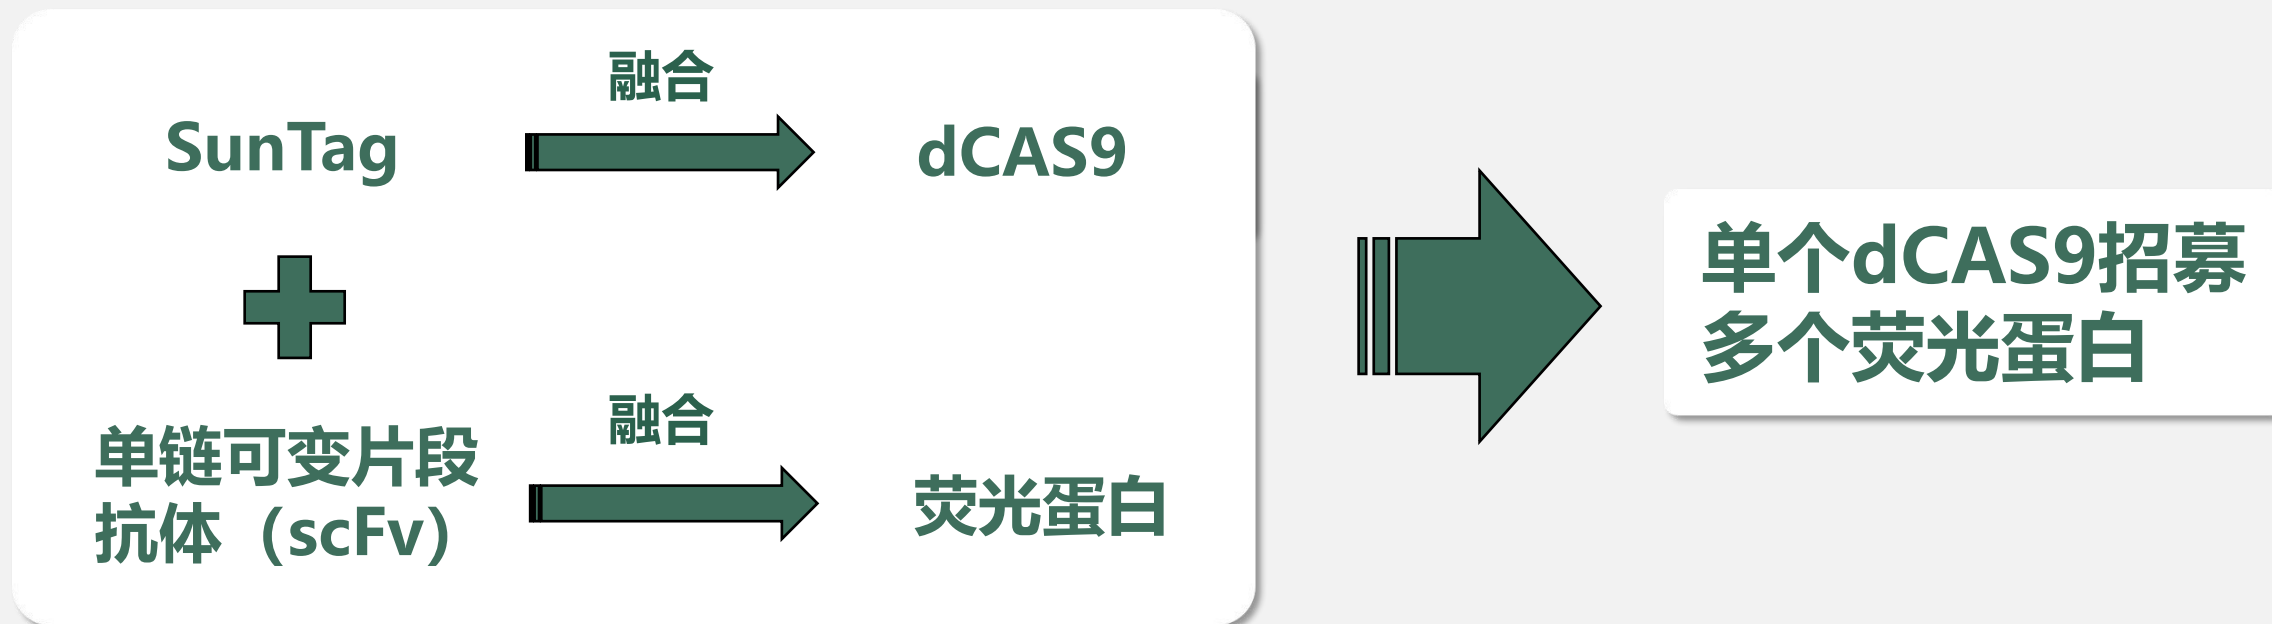 融合
SunTag
dCAS9
单个dCAS9招募
多个荧光蛋白
融合
单链可变片段
抗体（scFv）
荧光蛋白